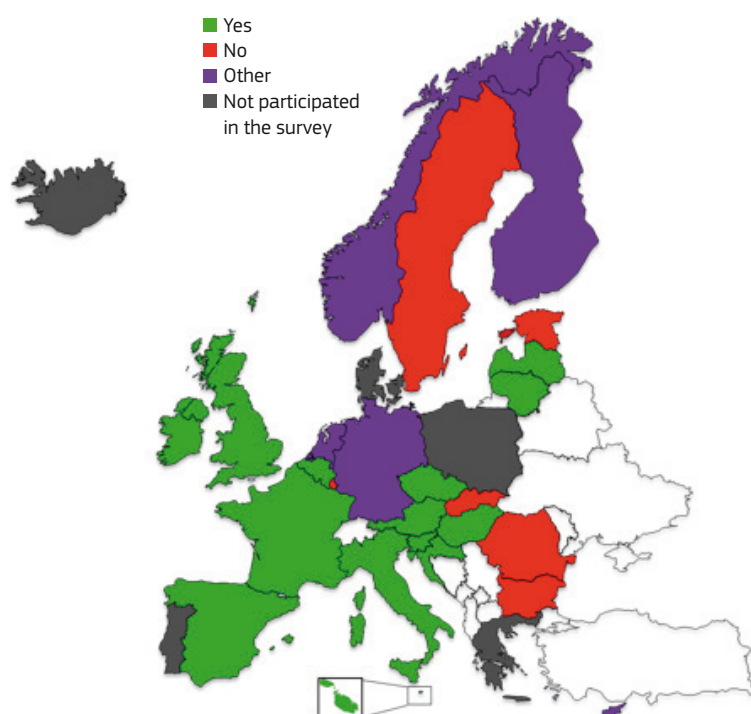 Yes
No
Other
Not participated
in the survey